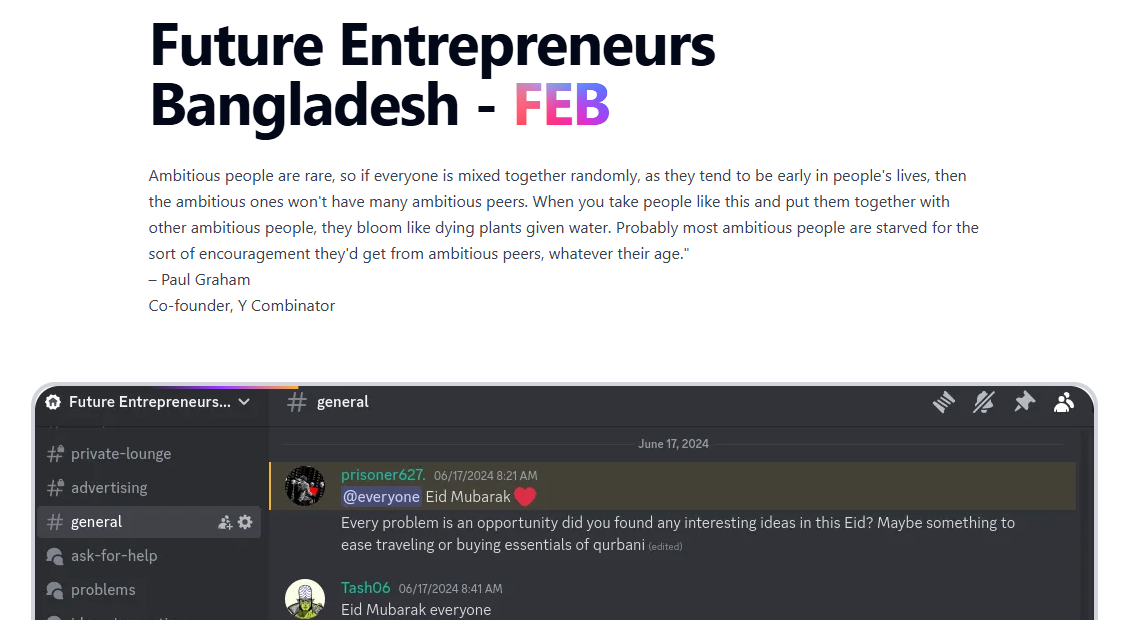 Future Entrepreneurs
Bangladesh - FEB
Ambitious people are rare, so if everyone is mixed together randomly, as they tend to be early in people's lives, then
the ambitious ones won't have many ambitious peers. When you take people like this and put them together with
other ambitious people, they bloom like dying plants given water. Probably most ambitious people are starved for the
sort of encouragement they'd get from ambitious peers, whatever their age."
– Paul Graham
Co-founder, Y Combinator
Future Entrepreneurs...
# general
private-lounge
advertising
general
ask-for-help
problems
June 17, 2024
prisoner627. 06/17/2024 8:21 AM
@everyone Eid Mubarak ❤️
Every problem is an opportunity did you found any interesting ideas in this Eid? Maybe something to
ease traveling or buying essentials of qurbani (edited)
Tash06 06/17/2024 8:41 AM
Eid Mubarak everyone